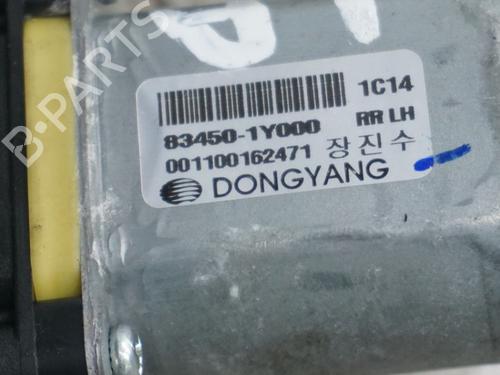 B-PARTS
1C14
83450-1Y000 RR LH
001100162471 장진수
DONGYANG